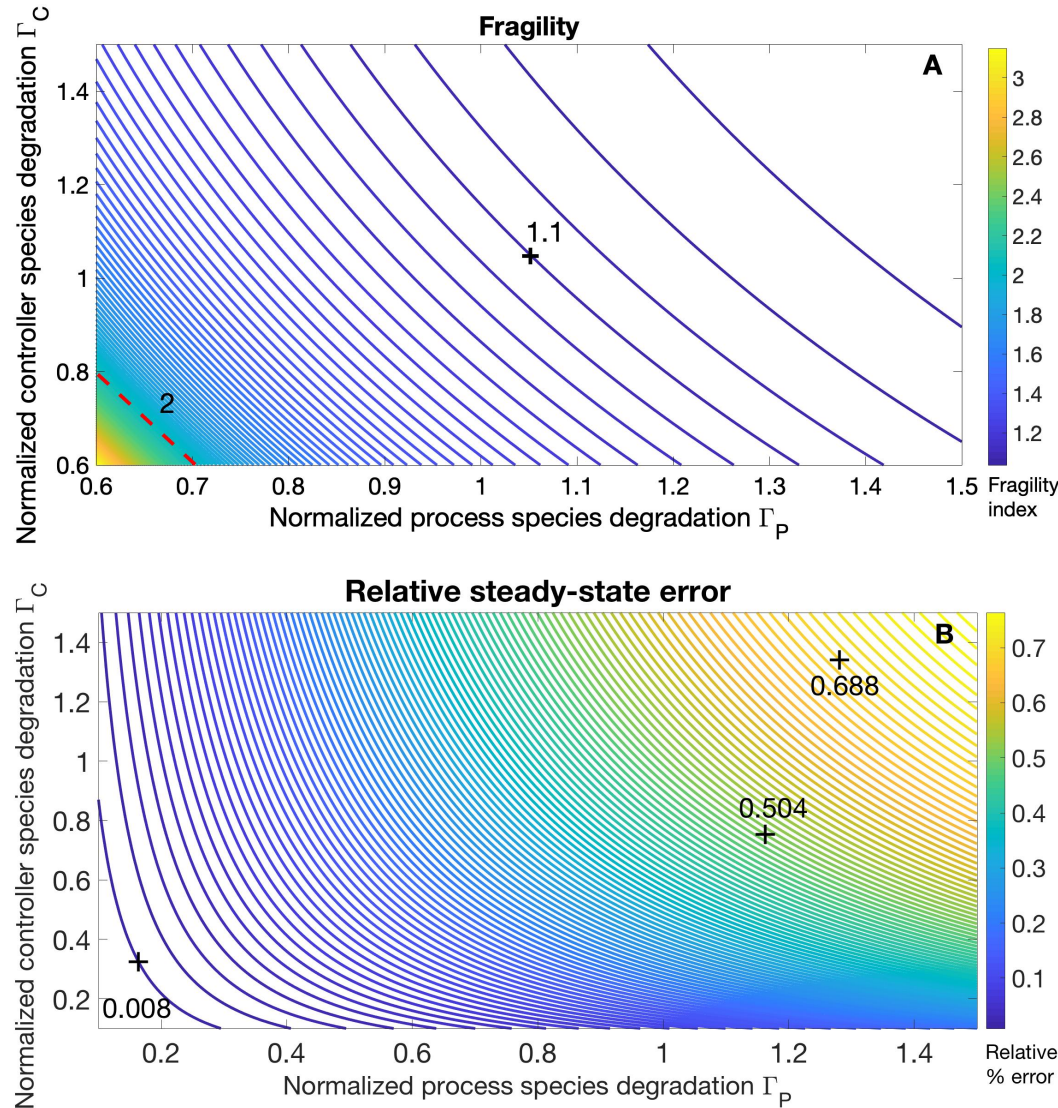 Fragility
A
Normalized controller species degradation Γ_C
1.4
1.2
1
0.8
0.6
1.1
2
0.6 0.7 0.8 0.9 1 1.1 1.2 1.3 1.4 1.5
Normalized process species degradation Γ_P
3
2.8
2.6
2.4
2.2
2
1.8
1.6
1.4
1.2
Fragility
index
Relative steady-state error
B
Normalized controller species degradation Γ_C
1.4
1.2
1
0.8
0.6
0.4
0.2
0.688
0.504
0.008
0.2 0.4 0.6 0.8 1 1.2 1.4
Normalized process species degradation Γ_P
0.7
0.6
0.5
0.4
0.3
0.2
0.1
Relative
% error